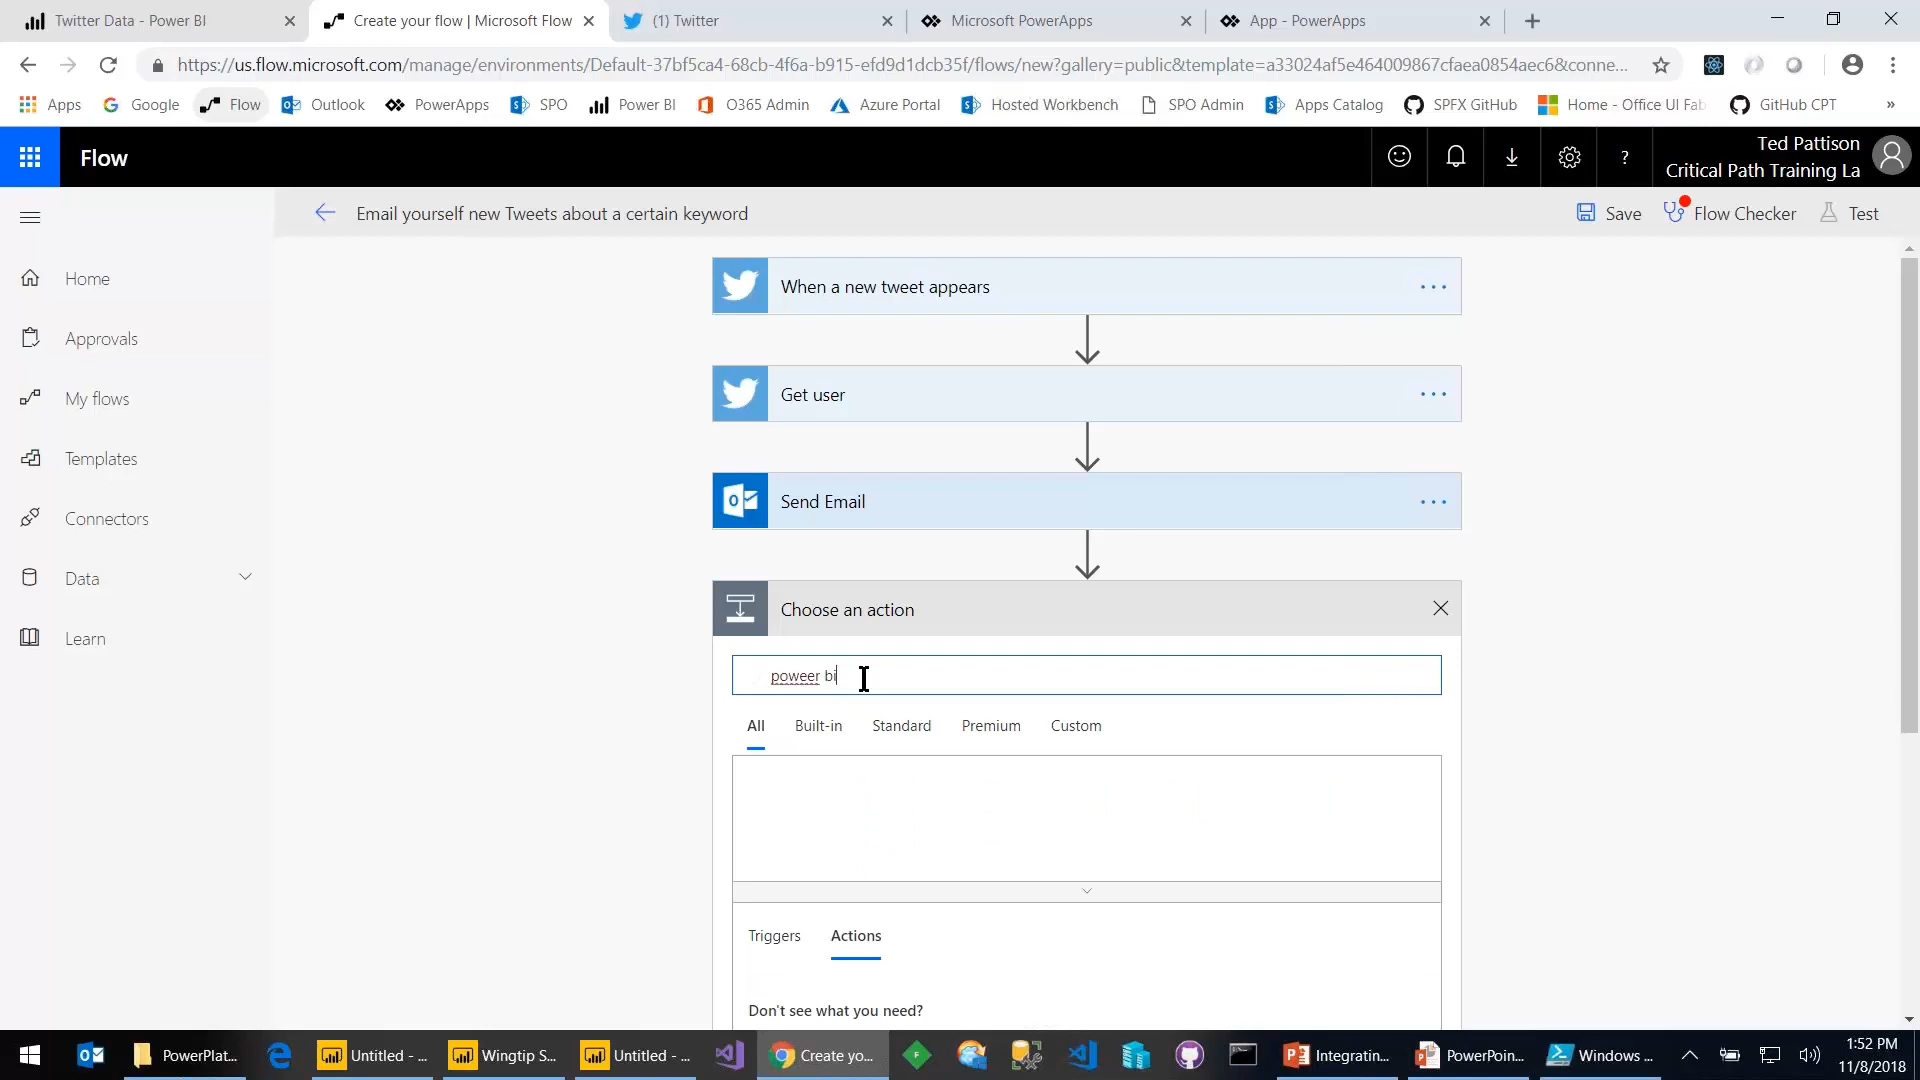 Twitter Data - Power BI
Create your flow | Microsoft Flow
(1) Twitter
Microsoft PowerApps
App - PowerApps
https://us.flow.microsoft.com/manage/environments/Default-37bf5ca4-68cb-4f6a-b915-efd9d1dcb35f/flows/new?gallery=public&template=a33024af5e464009867cfaea0854aec6&conne...
Apps Google Flow Outlook PowerApps SPO Power BI O365 Admin Azure Portal Hosted Workbench SPO Admin Apps Catalog SPFX GitHub Home - Office UI Fab GitHub CPT »
Flow
?
Ted Pattison
Critical Path Training La
Email yourself new Tweets about a certain keyword
Save
Flow Checker
Test
Home
Approvals
My flows
Templates
Connectors
Data
Learn
When a new tweet appears
Get user
Send Email
Choose an action
poweer bi
All Built-in Standard Premium Custom
Triggers Actions
Don't see what you need?
PowerPlat...
Untitled - ...
Wingtip S...
Untitled - ...
Create yo...
Integratin...
PowerPoin...
Windows ...
1:52 PM
11/8/2018